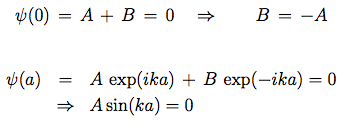 ψ(0) = A + B = 0 ⇒ B = −A
ψ(a) = A exp(ika) + B exp(−ika) = 0
⇒ A sin(ka) = 0